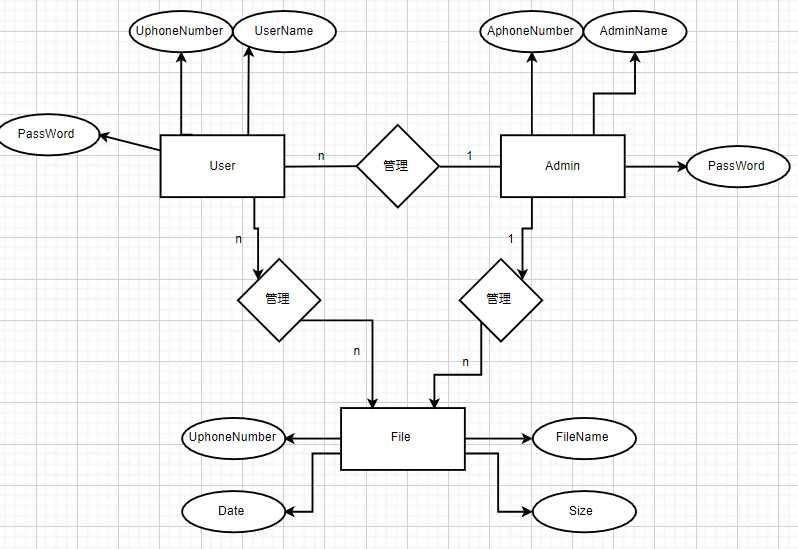 UphoneNumber
UserName
AphoneNumber
AdminName
PassWord
User
n
管理
1
Admin
PassWord
n
1
管理
管理
n
n
UphoneNumber
File
FileName
Date
Size